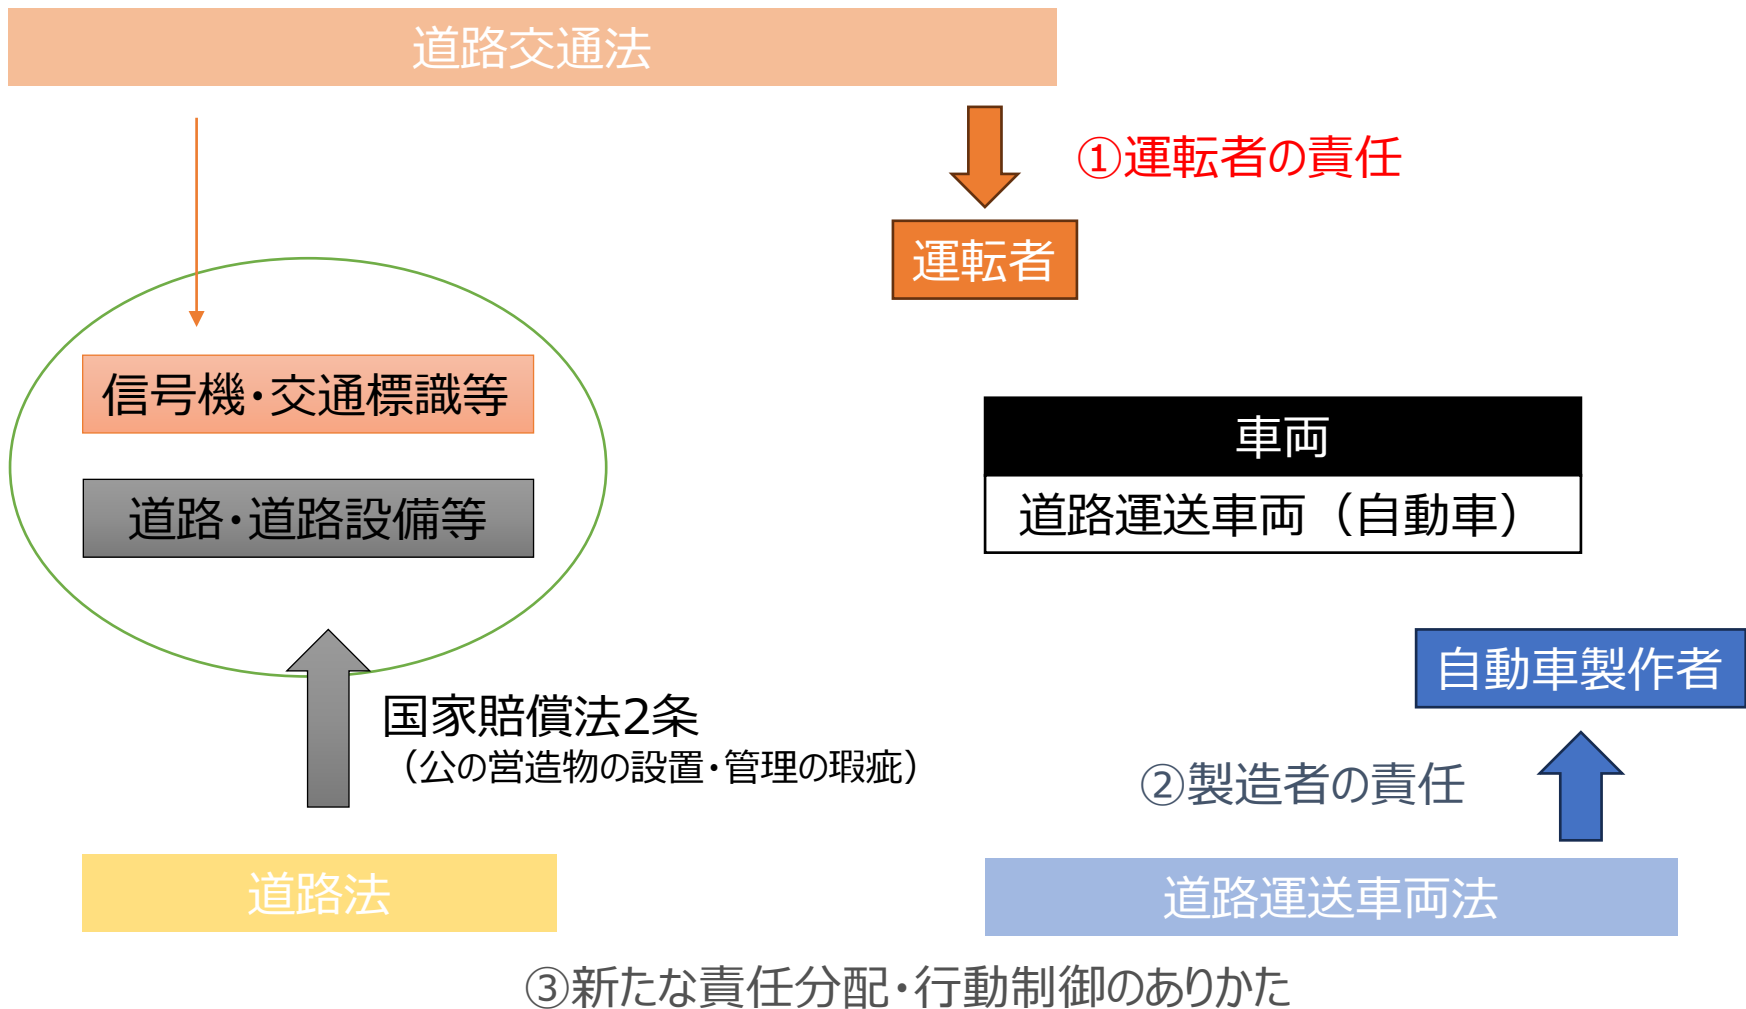 道路交通法
①運転者の責任
運転者
信号機・交通標識等
車両
道路・道路設備等
道路運送車両（自動車）
自動車製作者
国家賠償法2条
（公の営造物の設置・管理の瑕疵）
②製造者の責任
道路法
道路運送車両法
③新たな責任分配・行動制御のありかた